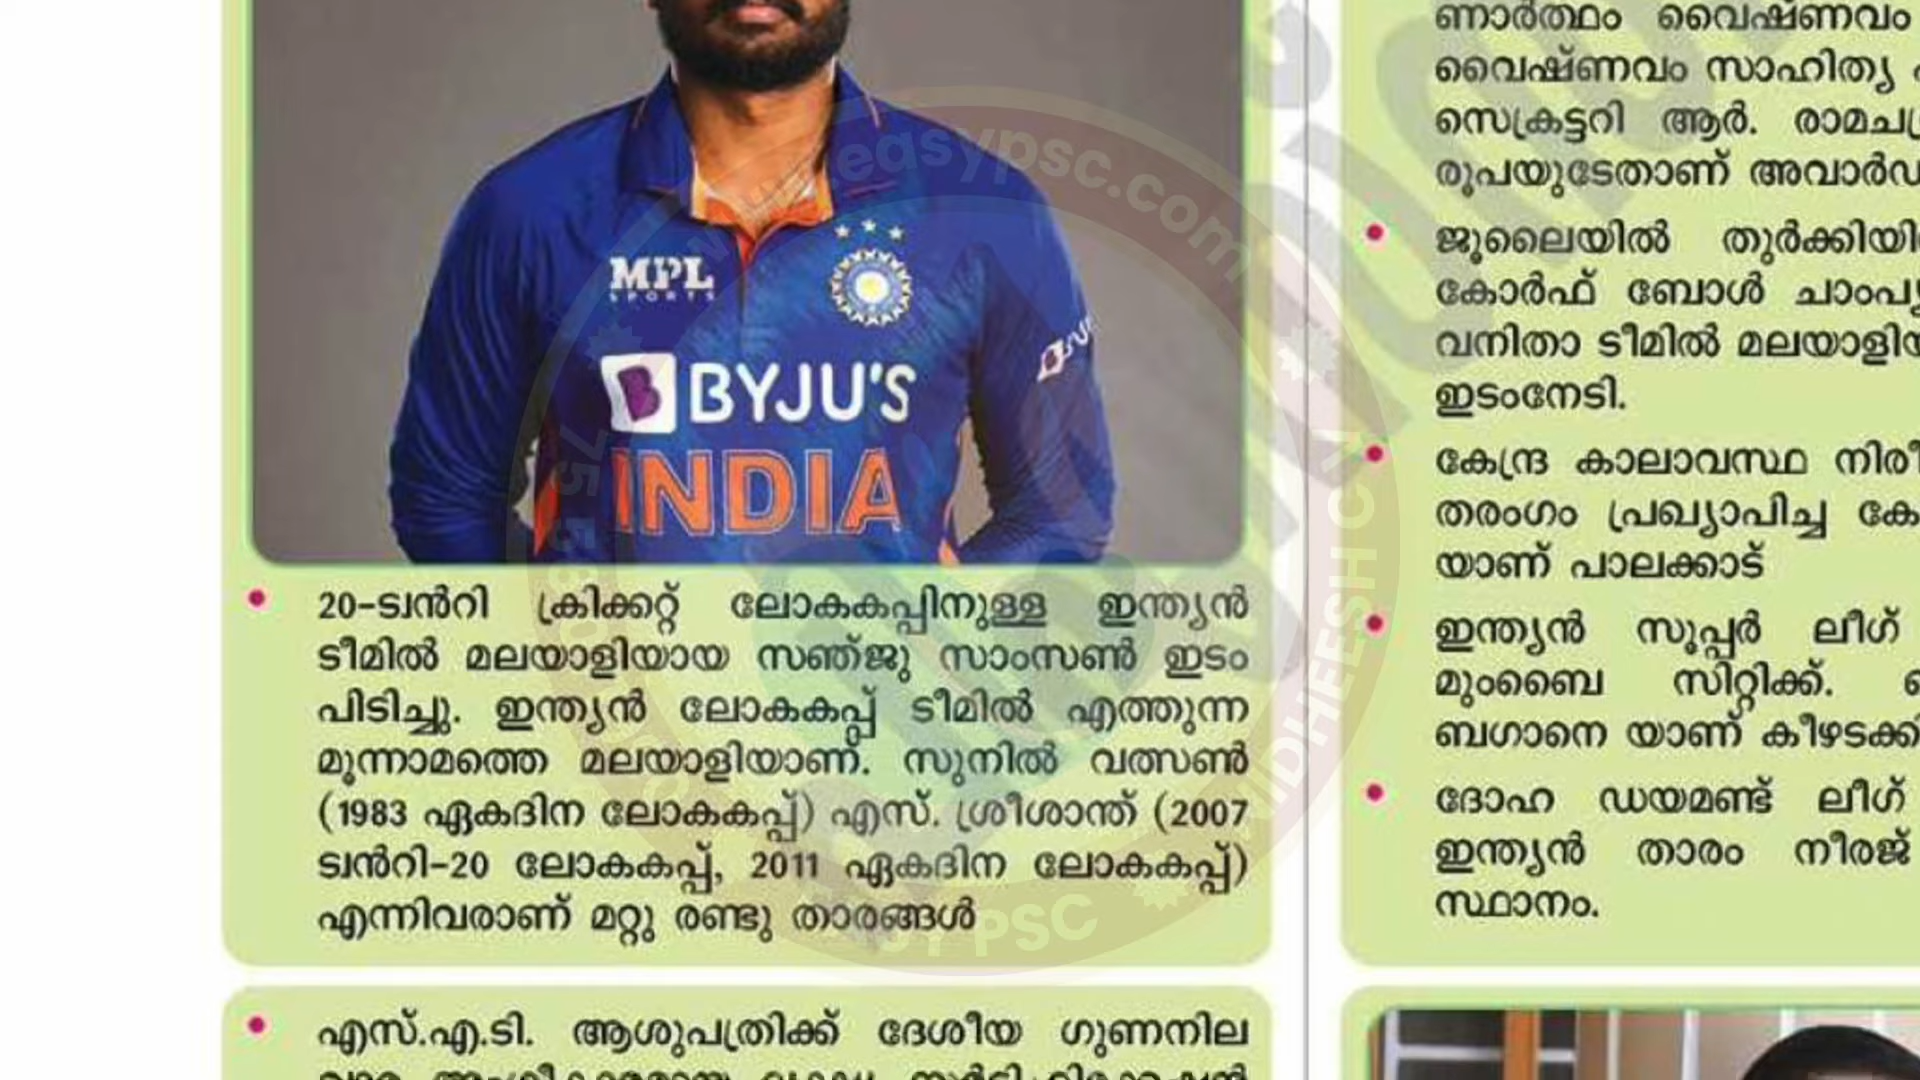 MPL
SPORTS
BYJU'S
INDIA
www.easypsc.com
20-ട്വൻറി ക്രിക്കറ്റ് ലോകകപ്പിനുള്ള ഇന്ത്യൻ
ടീമിൽ മലയാളിയായ സഞ്ജു സാംസൺ ഇടം
പിടിച്ചു. ഇന്ത്യൻ ലോകകപ്പ് ടീമിൽ എത്തുന്ന
മൂന്നാമത്തെ മലയാളിയാണ്. സുനിൽ വത്സൺ
(1983 ഏകദിന ലോകകപ്പ്) എസ്. ശ്രീശാന്ത് (2007
ട്വൻറി-20 ലോകകപ്പ്, 2011 ഏകദിന ലോകകപ്പ്)
എന്നിവരാണ് മറ്റു രണ്ടു താരങ്ങൾ
എസ്.എ.ടി. ആശുപത്രിക്ക് ദേശീയ ഗുണനില
വൈഷ്ണവം
വൈഷ്ണവം സാഹിത്യ
സെക്രട്ടറി ആർ.
രൂപയുടേതാണ്
ജൂലൈയിൽ
കോർഫ് ബോൾ
വനിതാ ടീമിൽ
ഇടംനേടി.
കേന്ദ്ര കാലാവസ്ഥ
തരംഗം പ്രഖ്യാപിച്ച
യാണ് പാലക്കാട്
ഇന്ത്യൻ സൂപ്പർ ലീഗ്
മുംബൈ സിറ്റിക്ക്.
ബഗാനെ യാണ്
ദോഹ ഡയമണ്ട് ലീഗ്
ഇന്ത്യൻ താരം നീരജ്
സ്ഥാനം.